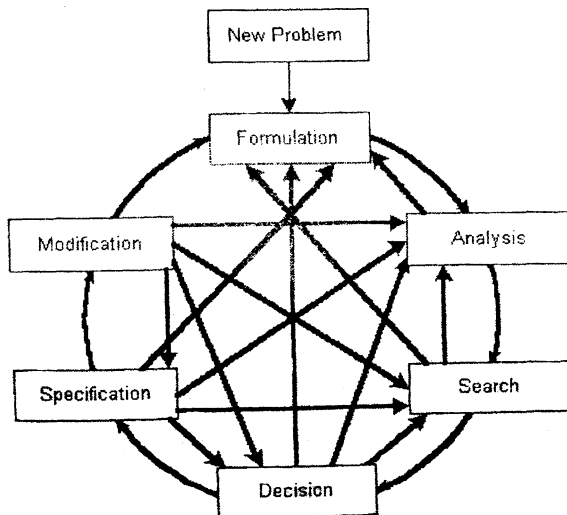 New Problem
Formulation
Modification
Analysis
Specification
Search
Decision